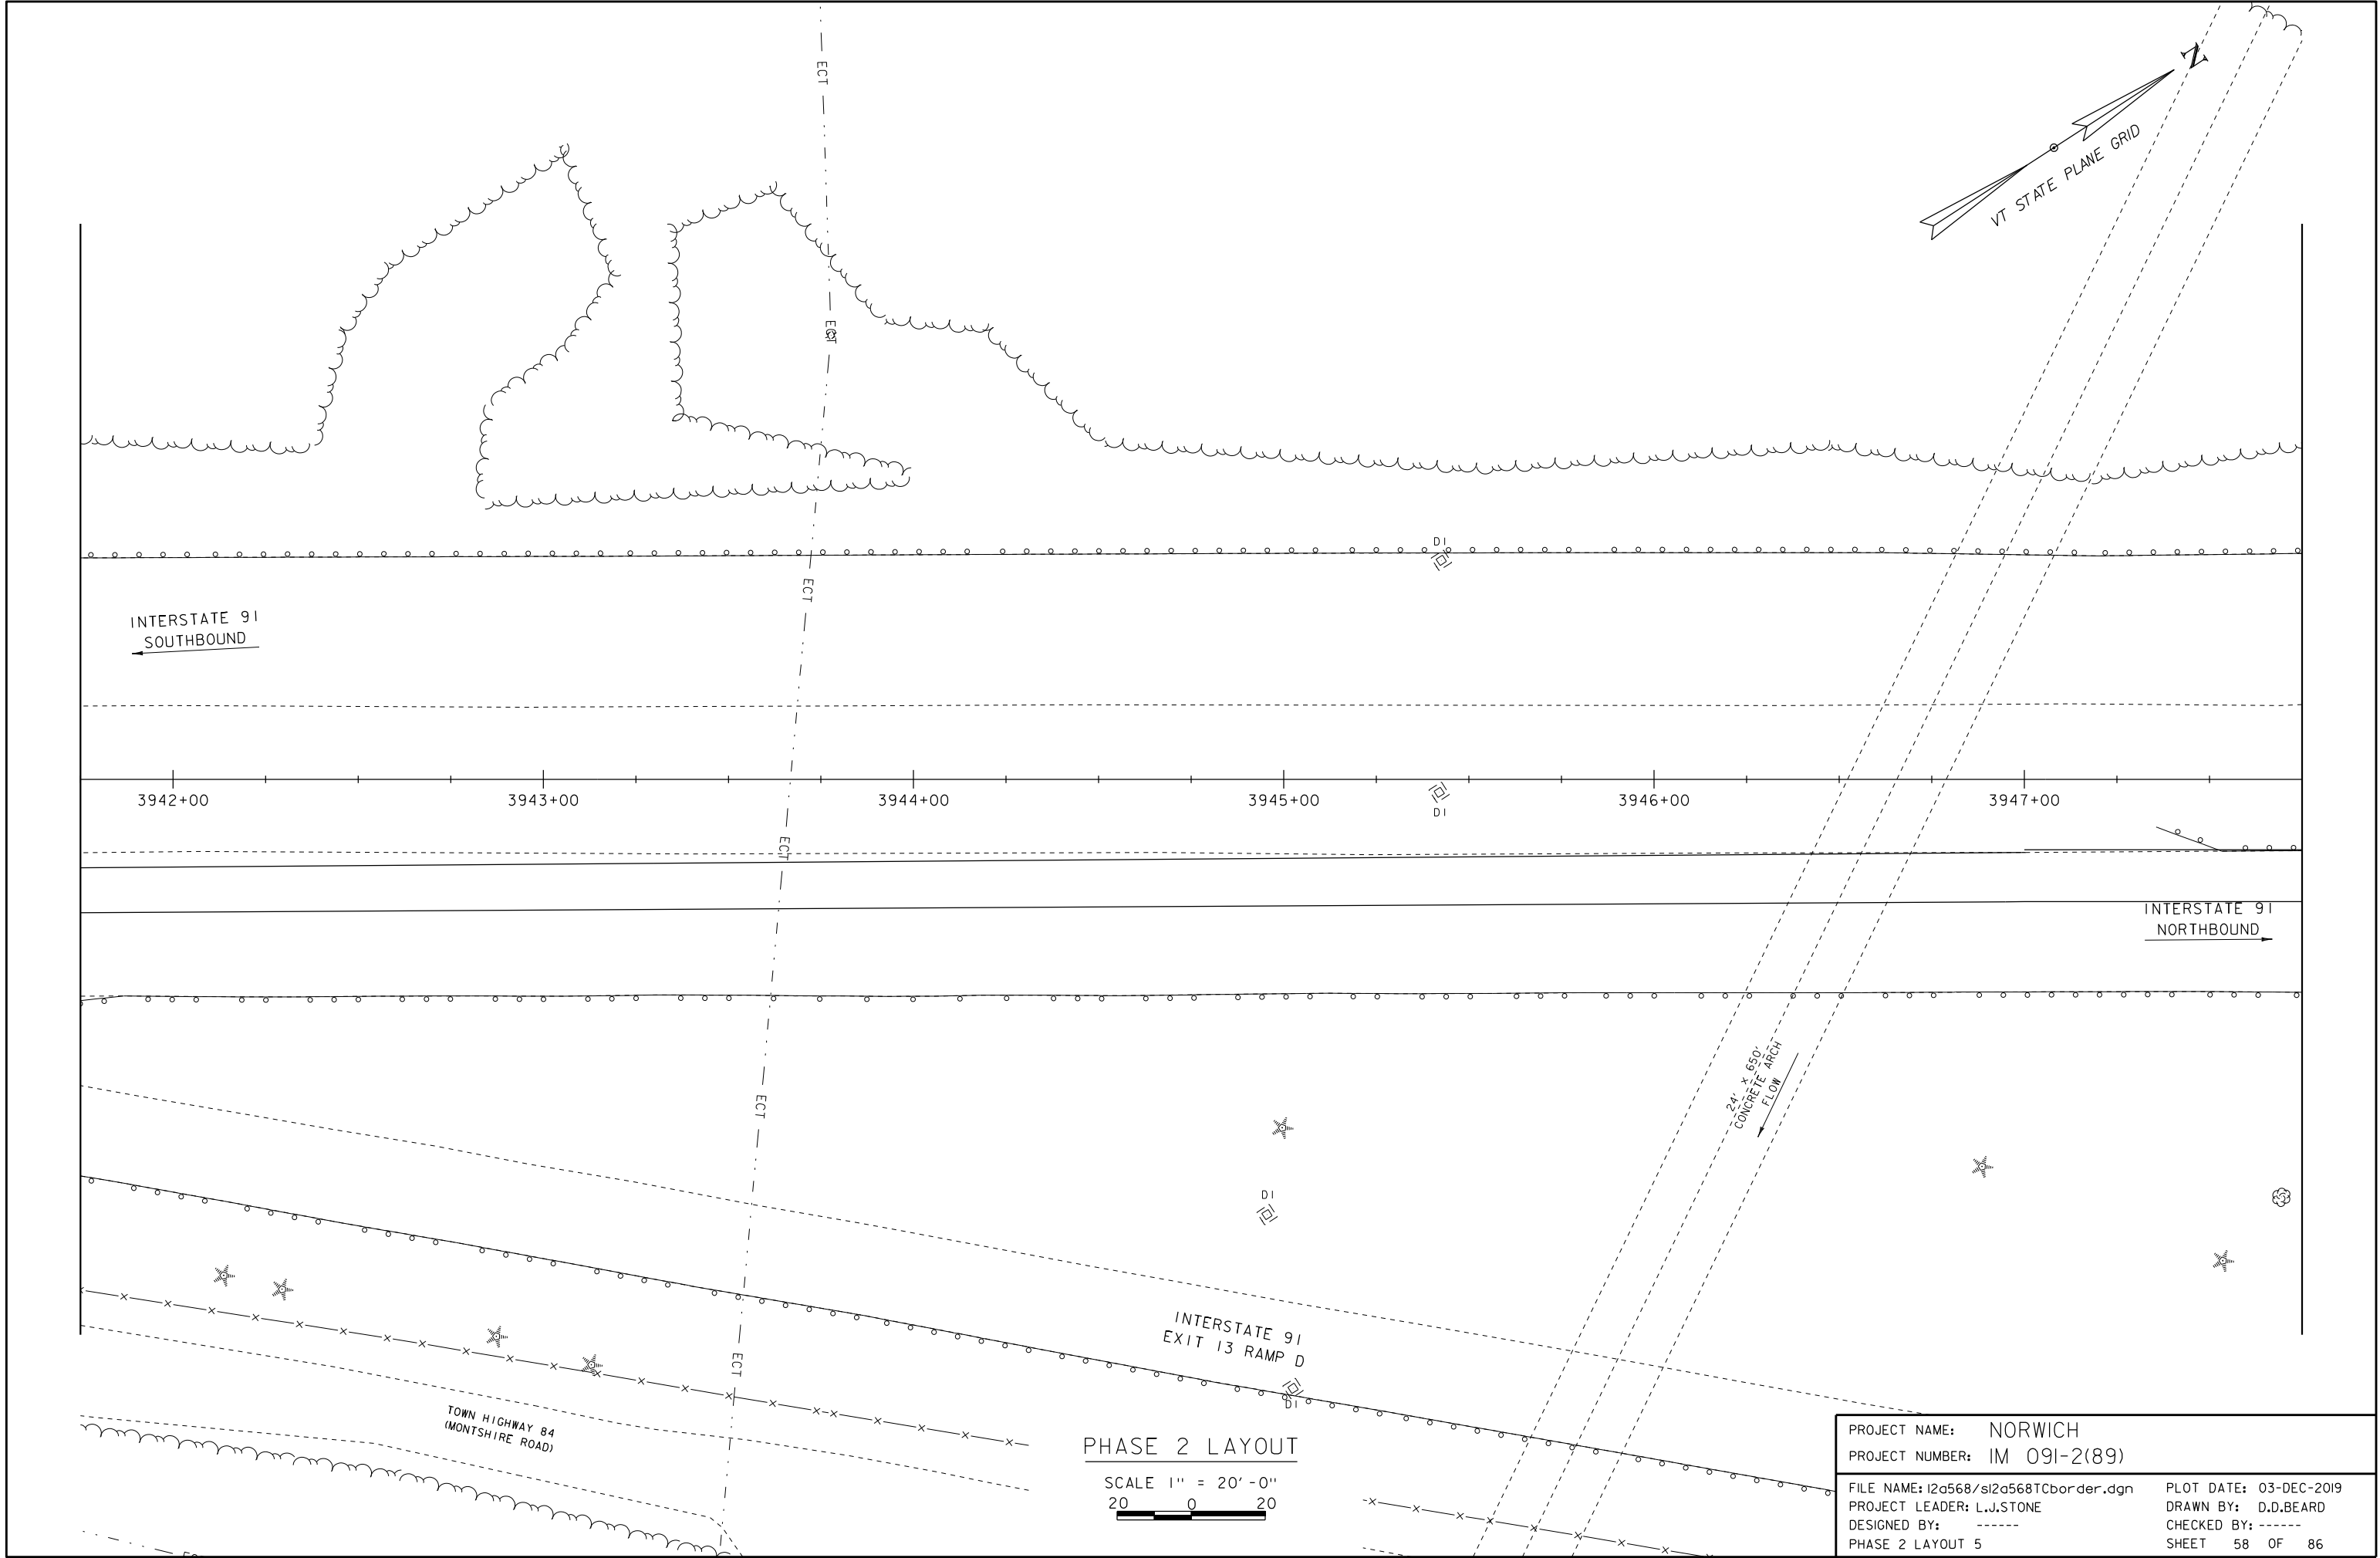 ECT
N
VT STATE PLANE GRID
ECT
DI
ECT
INTERSTATE 91
SOUTHBOUND
3942+00
3943+00
3944+00
3945+00
3946+00
3947+00
DI
ECT
INTERSTATE 91
NORTHBOUND
24' x 650'
CONCRETE ARCH
FLOW
ECT
DI
INTERSTATE 91
EXIT 13 RAMP D
ECT
DI
TOWN HIGHWAY 84
(MONTSHIRE ROAD)
PHASE 2 LAYOUT
SCALE 1" = 20'-0"
20 0 20
PROJECT NAME: NORWICH
PROJECT NUMBER: IM 091-2(89)
FILE NAME: 12a568/s12a568TCborder.dgn
PROJECT LEADER: L.J.STONE
DESIGNED BY: ------
PHASE 2 LAYOUT 5
PLOT DATE: 03-DEC-2019
DRAWN BY: D.D.BEARD
CHECKED BY: ------
SHEET 58 OF 86